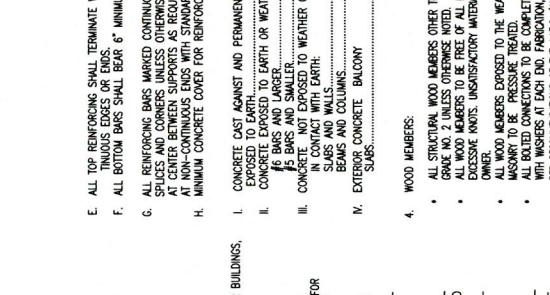 E. ALL TOP REINFORCING SHALL TERMINATE
TINUOUS EDGES OR ENDS.
F. ALL BOTTOM BARS SHALL BEAR 6" MINIM
G. ALL REINFORCING BARS MARKED CONTINUO
SPLICES AND CORNERS UNLESS OTHERWIS
AT CENTER BETWEEN SUPPORTS AS REQU
AT NON-CONTINUOUS ENDS WITH STANDAR
H. MINIMUM CONCRETE COVER FOR REINFORC
I. CONCRETE CAST AGAINST AND PERMANEN
EXPOSED TO EARTH..........
II. CONCRETE EXPOSED TO EARTH OR WEAT
#6 BARS AND LARGER..........
#5 BARS AND SMALLER..........
III. CONCRETE NOT EXPOSED TO WEATHER O
IN CONTACT WITH EARTH:
SLABS AND WALLS..........
BEAMS AND COLUMNS..........
IV. EXTERIOR CONCRETE BALCONY
SLABS..........
4. WOOD MEMBERS:
• ALL STRUCTURAL WOOD MEMBERS OTHER T
GRADE NO. 2 UNLESS OTHERWISE NOTED.
• ALL WOOD MEMBERS TO BE FREE OF ALL
EXCESSIVE KNOTS. UNSATISFACTORY MATERI
OWNER.
• ALL WOOD MEMBERS EXPOSED TO THE WEA
MASONRY TO BE PRESSURE TREATED.
• ALL BOLTED CONNECTIONS TO BE COMPLET
WITH WASHERS AT EACH END. FABRICATION,
BUILDINGS,
FOR